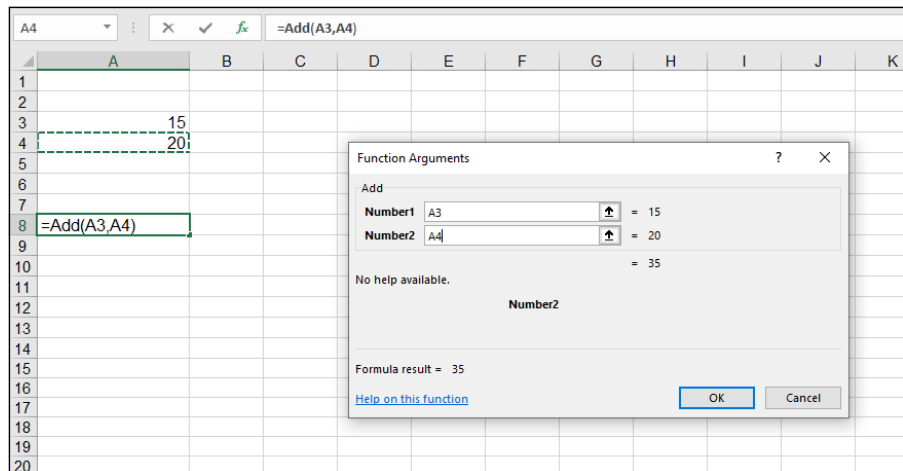 A4 fx =Add(A3,A4)
A B C D E F G H I J K
1
2
3 15
4 20
5
6
7
8 =Add(A3,A4)
9
10
11
12
13
14
15
16
17
18
19
20
Function Arguments ? X
Add
Number1 A3 = 15
Number2 A4 = 20
= 35
No help available.
Number2
Formula result = 35
Help on this function OK Cancel